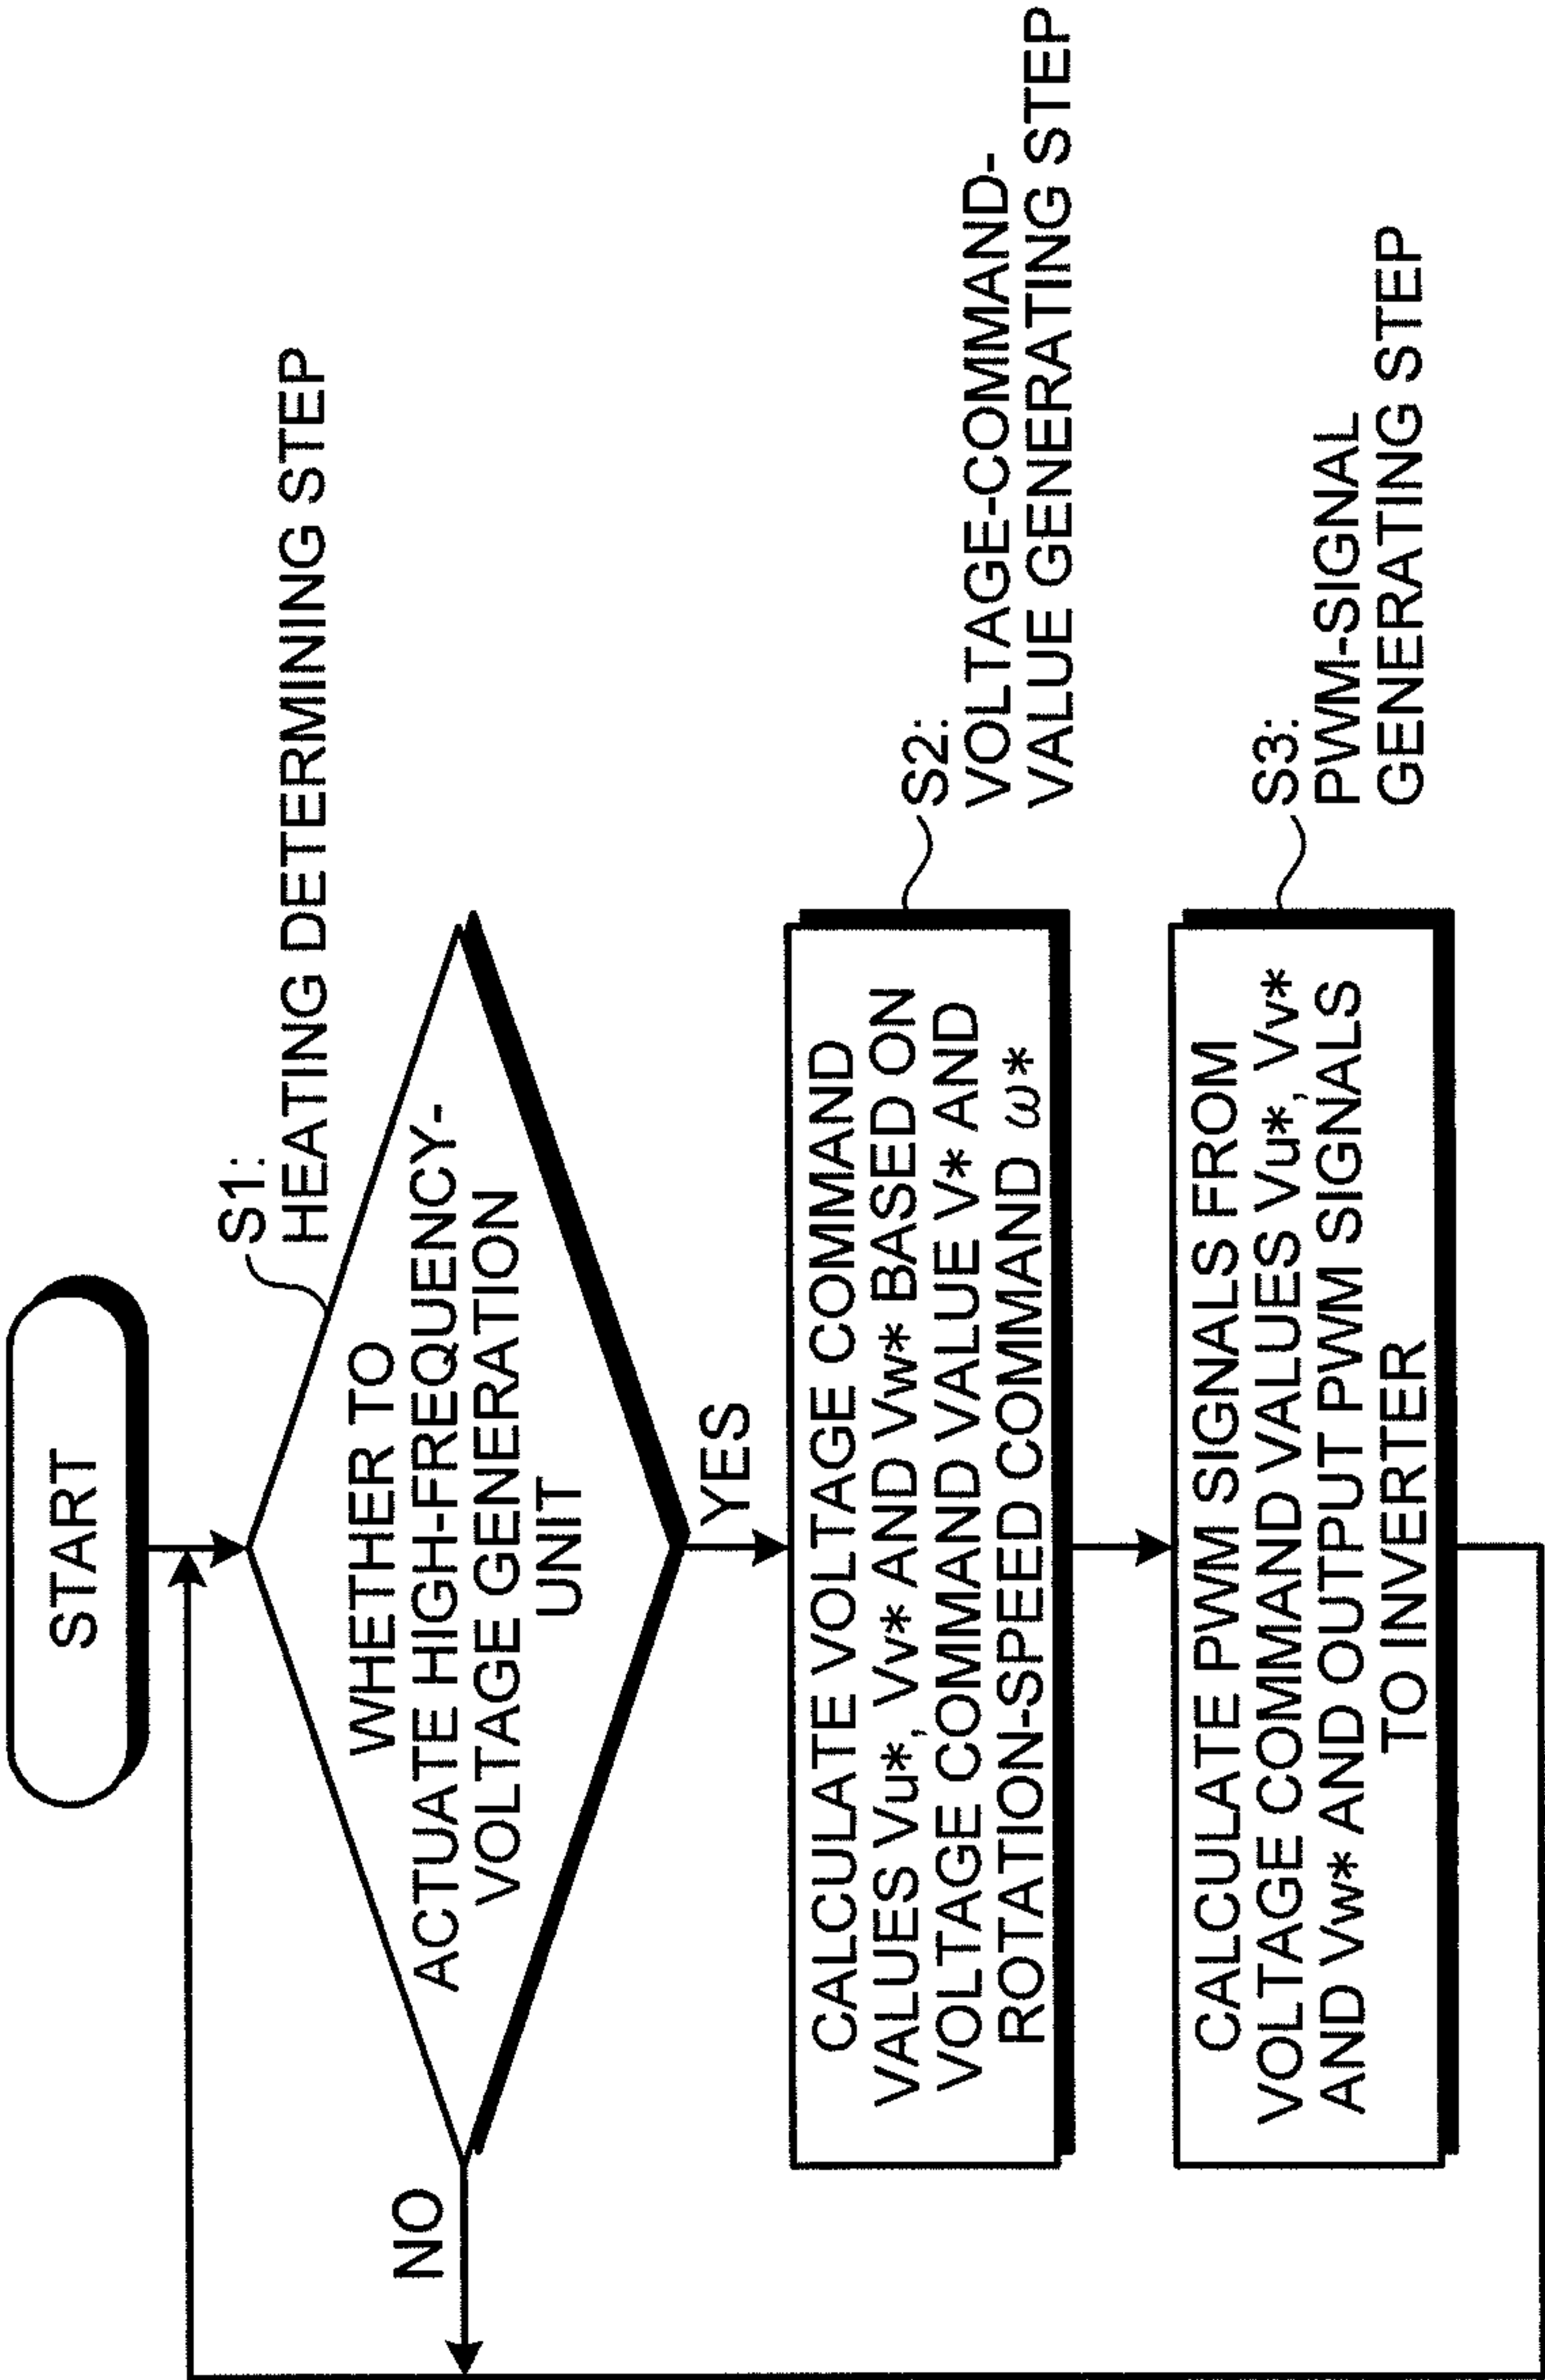 START
S1:
HEATING DETERMINING STEP
WHETHER TO
ACTUATE HIGH-FREQUENCY-
VOLTAGE GENERATION
UNIT
NO
YES
S2:
VOLTAGE-COMMAND-
VALUE GENERATING STEP
CALCULATE VOLTAGE COMMAND
VALUES Vu*, Vv* AND Vw* BASED ON
VOLTAGE COMMAND VALUE V* AND
ROTATION-SPEED COMMAND ω*
S3:
PWM-SIGNAL
GENERATING STEP
CALCULATE PWM SIGNALS FROM
VOLTAGE COMMAND VALUES Vu*, Vv*
AND Vw* AND OUTPUT PWM SIGNALS
TO INVERTER